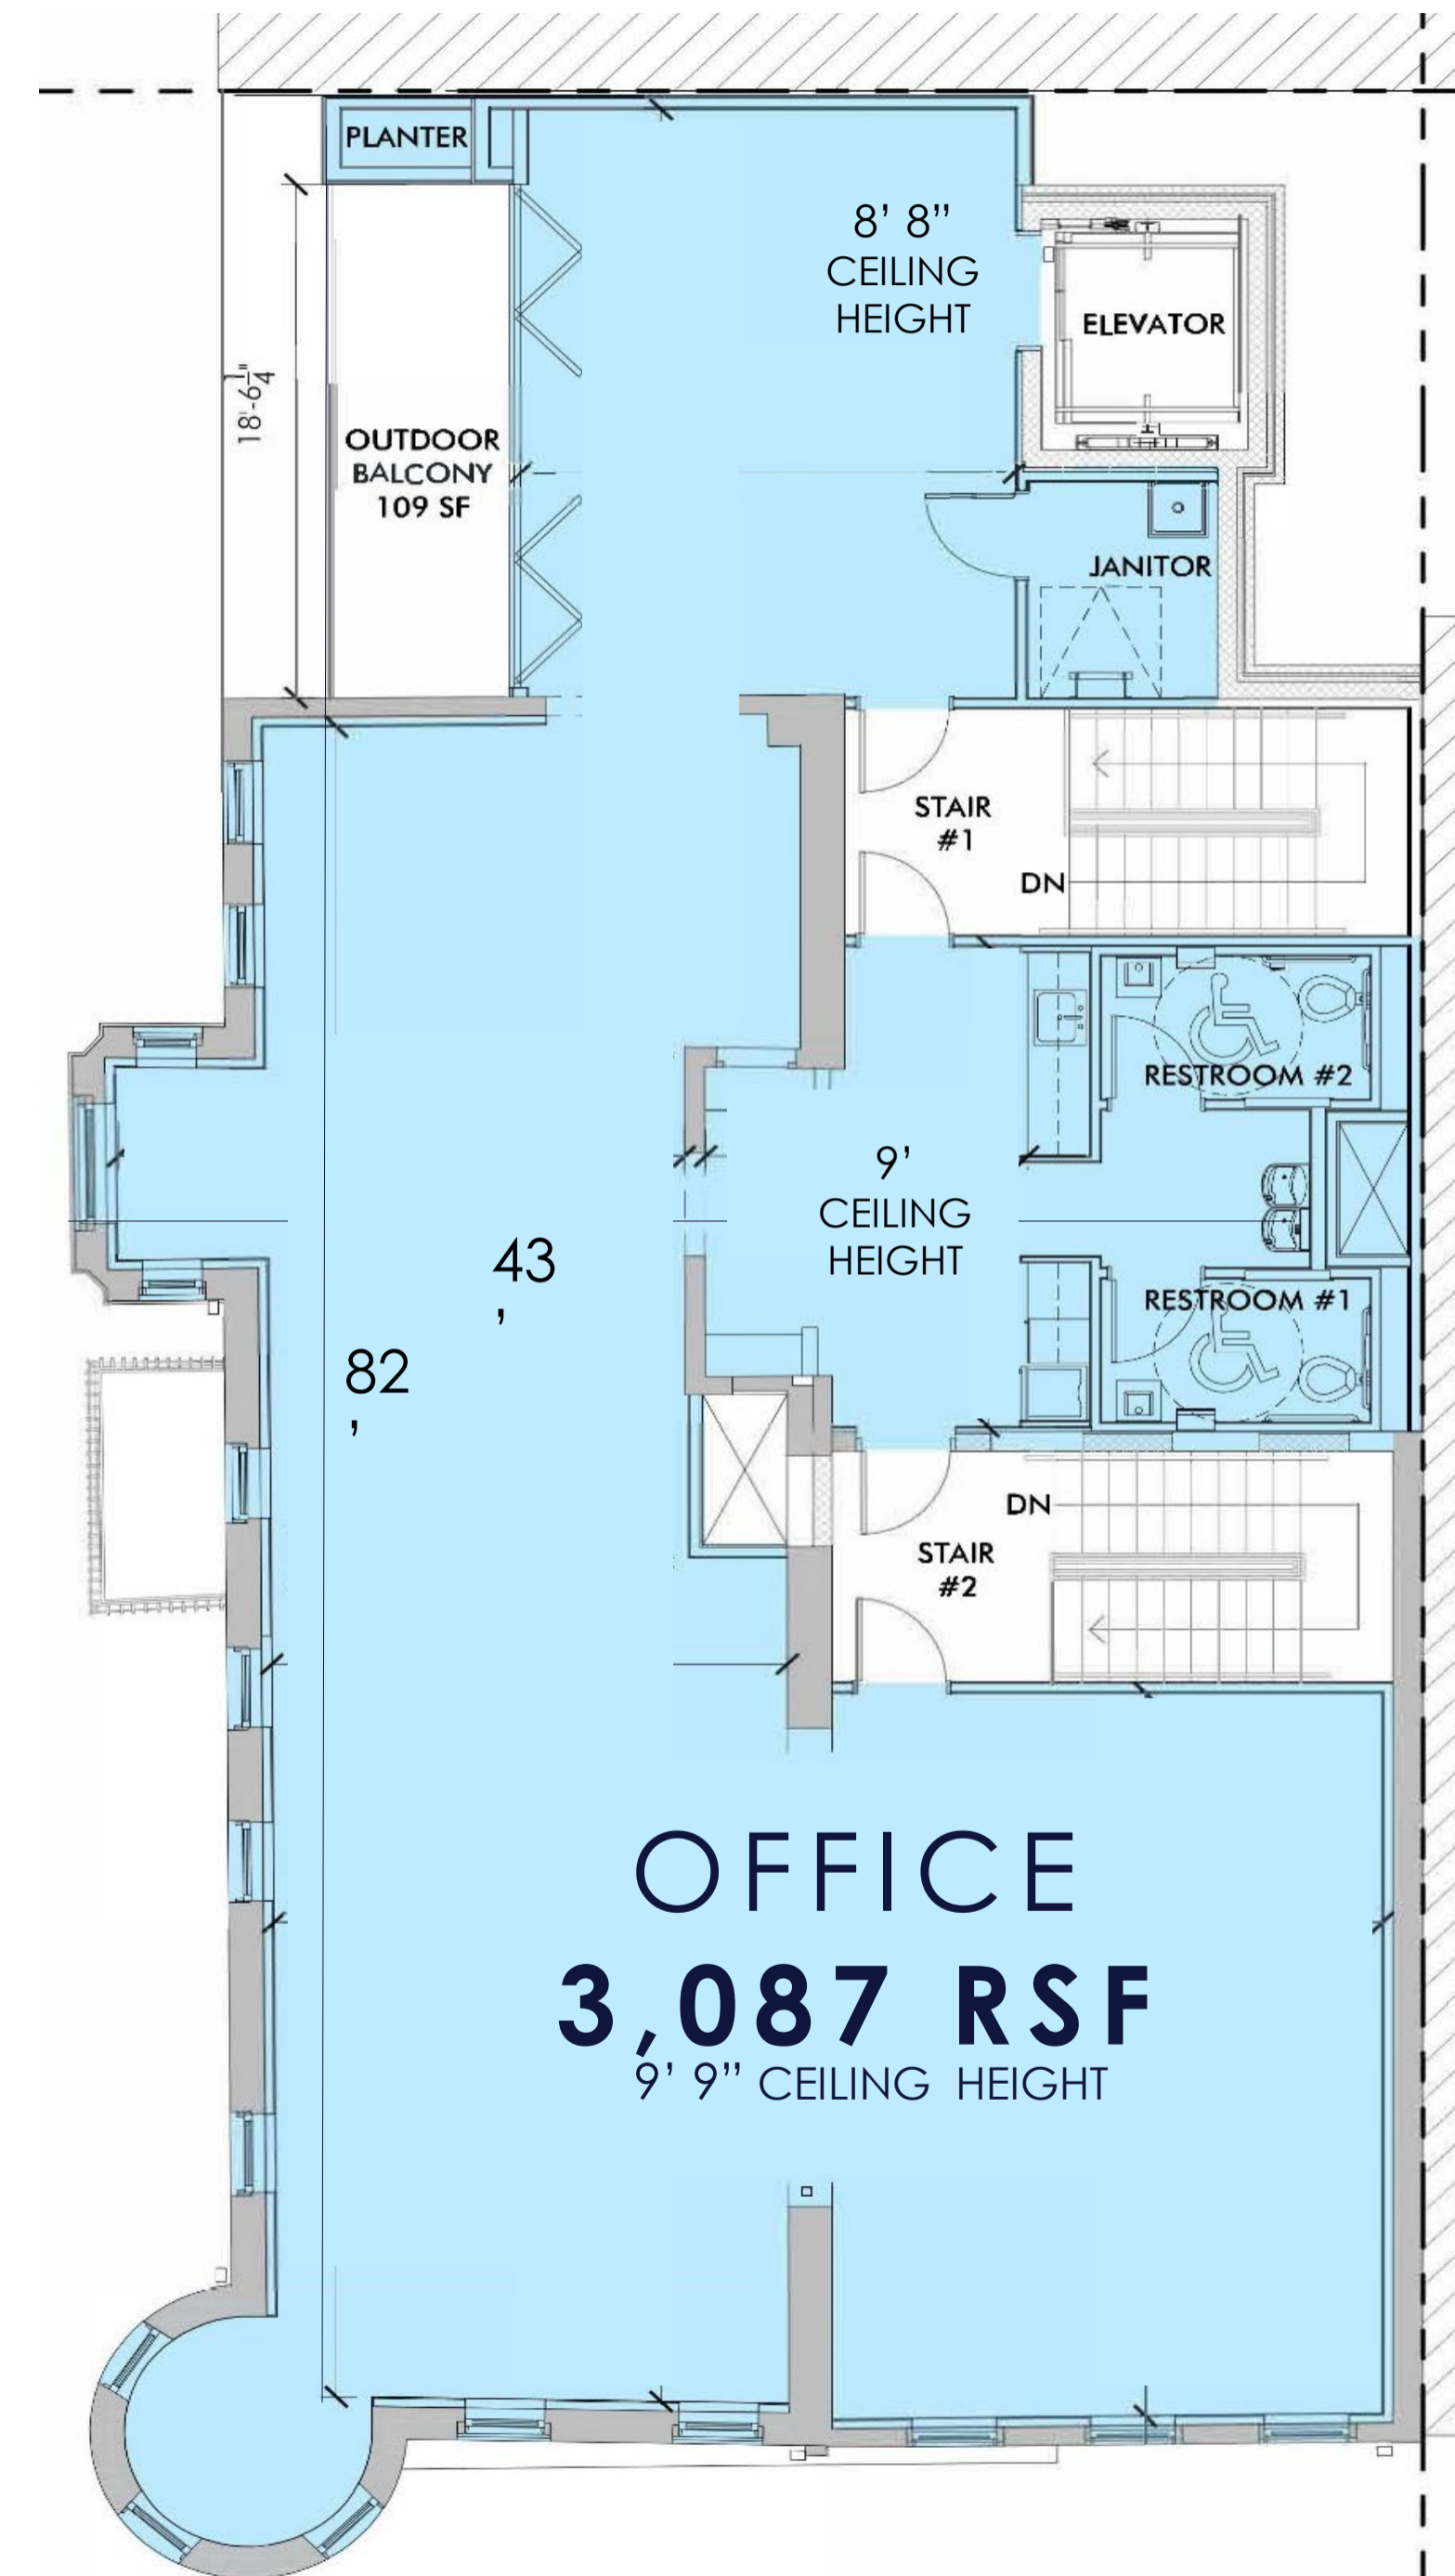 PLANTER
8’ 8”
CEILING
HEIGHT
ELEVATOR
18'-6 1/4"
OUTDOOR
BALCONY
109 SF
JANITOR
STAIR
#1
DN
RESTROOM #2
9’
CEILING
HEIGHT
43
’
82
’
RESTROOM #1
DN
STAIR
#2
OFFICE
3,087 RSF
9’ 9” CEILING HEIGHT